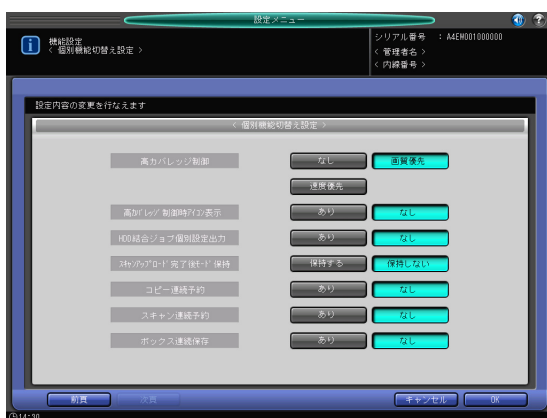 設定メニュー
機能設定
< 個別機能切替え設定 >
シリアル番号 : A4EW001000000
< 管理者名 >
< 内線番号 >
設定内容の変更を行なえます
< 個別機能切替え設定 >
高カバレッジ制御 なし 画質優先
速度優先
高カバレッジ制御時アイコン表示 あり なし
HDD結合ジョブ個別設定出力 あり なし
スキャンアップロード完了後モード保持 保持する 保持しない
コピー連続予約 あり なし
スキャン連続予約 あり なし
ボックス連続保存 あり なし
前頁 次頁 キャンセル OK
14:30